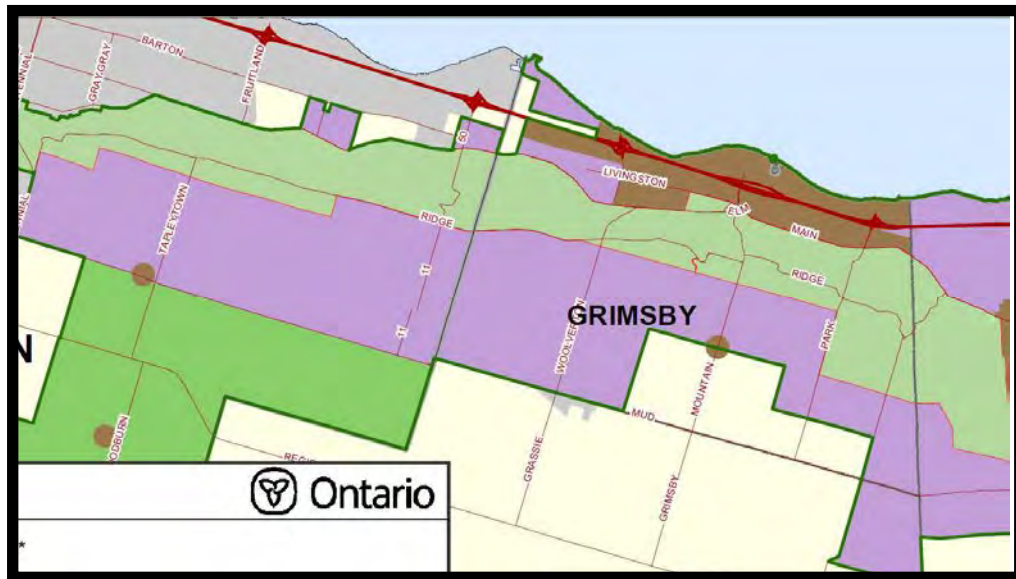 BARTON
FRUITLAND
GRAY GRAY
50
LIVINGSTON
ELM
MAIN
RIDGE
RIDGE
TAPLEYTOWN
11
11
GRIMSBY
PARK
MOUNTAIN
MUD
GRASSIE
GRIMSBY
N
Ontario
*